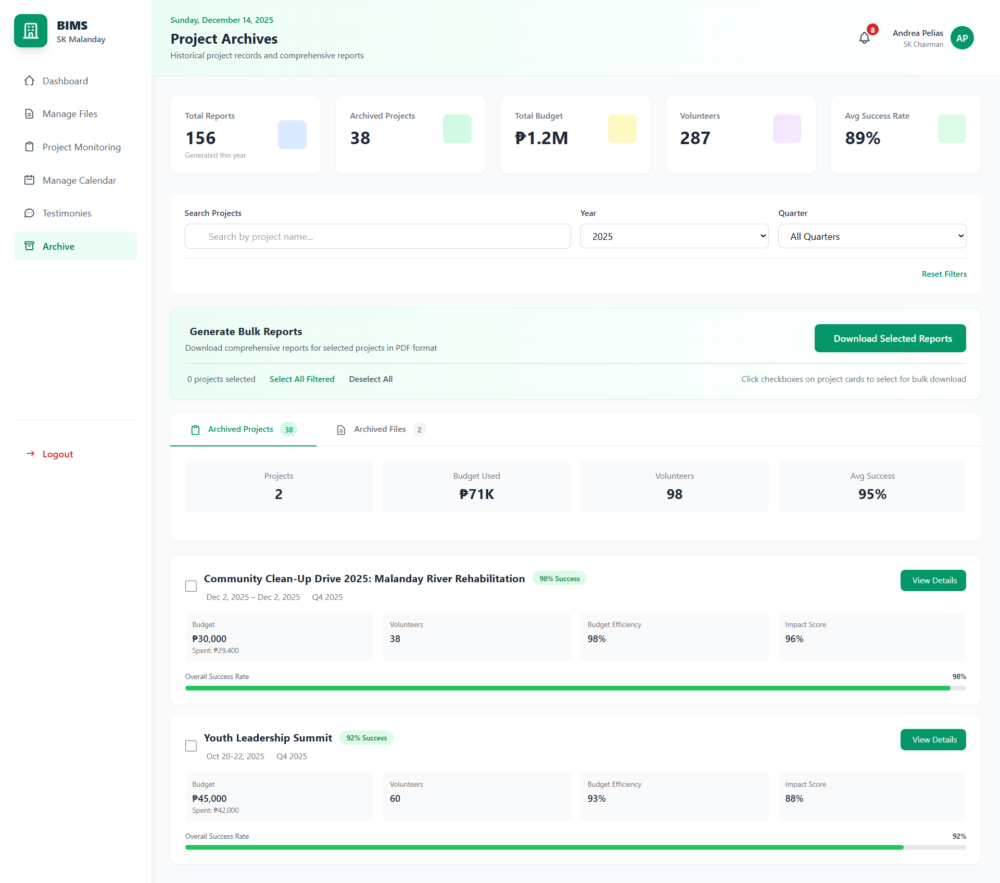 BIMS
SK Malanday
Dashboard
Manage Files
Project Monitoring
Manage Calendar
Testimonies
Archive
Logout
Sunday, December 14, 2025
Project Archives
Historical project records and comprehensive reports
8
Andrea Pelias
SK Chairman
AP
Total Reports
156
Generated this year
Archived Projects
38
Total Budget
₱1.2M
Volunteers
287
Avg Success Rate
89%
Search Projects
Search by project name...
Year
2025
Quarter
All Quarters
Reset Filters
Generate Bulk Reports
Download comprehensive reports for selected projects in PDF format
Download Selected Reports
0 projects selected Select All Filtered Deselect All
Click checkboxes on project cards to select for bulk download
Archived Projects 38
Archived Files 2
Projects
2
Budget Used
₱71K
Volunteers
98
Avg Success
95%
Community Clean-Up Drive 2025: Malanday River Rehabilitation 98% Success
View Details
Dec 2, 2025 – Dec 2, 2025 Q4 2025
Budget
₱30,000
Spent: ₱29,400
Volunteers
38
Budget Efficiency
98%
Impact Score
96%
Overall Success Rate 98%
Youth Leadership Summit 92% Success
View Details
Oct 20-22, 2025 Q4 2025
Budget
₱45,000
Spent: ₱42,000
Volunteers
60
Budget Efficiency
93%
Impact Score
88%
Overall Success Rate 92%